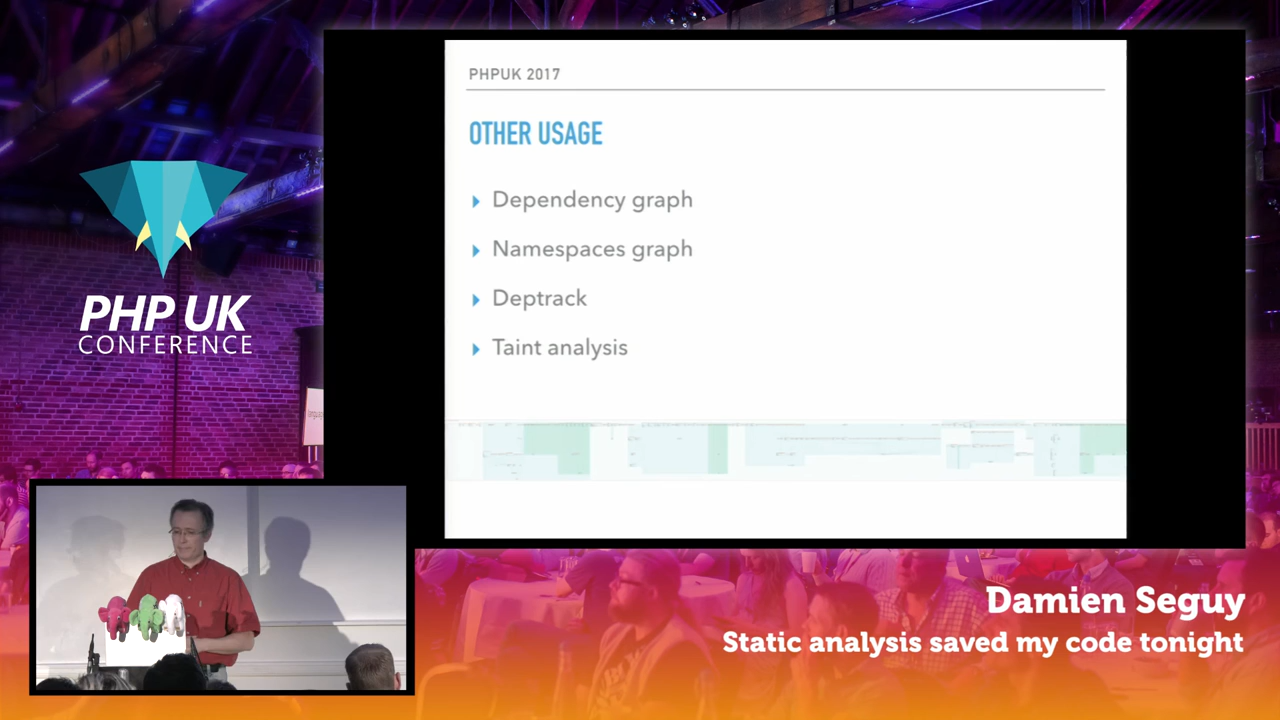 PHPUK 2017
OTHER USAGE
Dependency graph
Namespaces graph
Deptrack
Taint analysis
PHP UK
CONFERENCE
Damien Seguy
Static analysis saved my code tonight